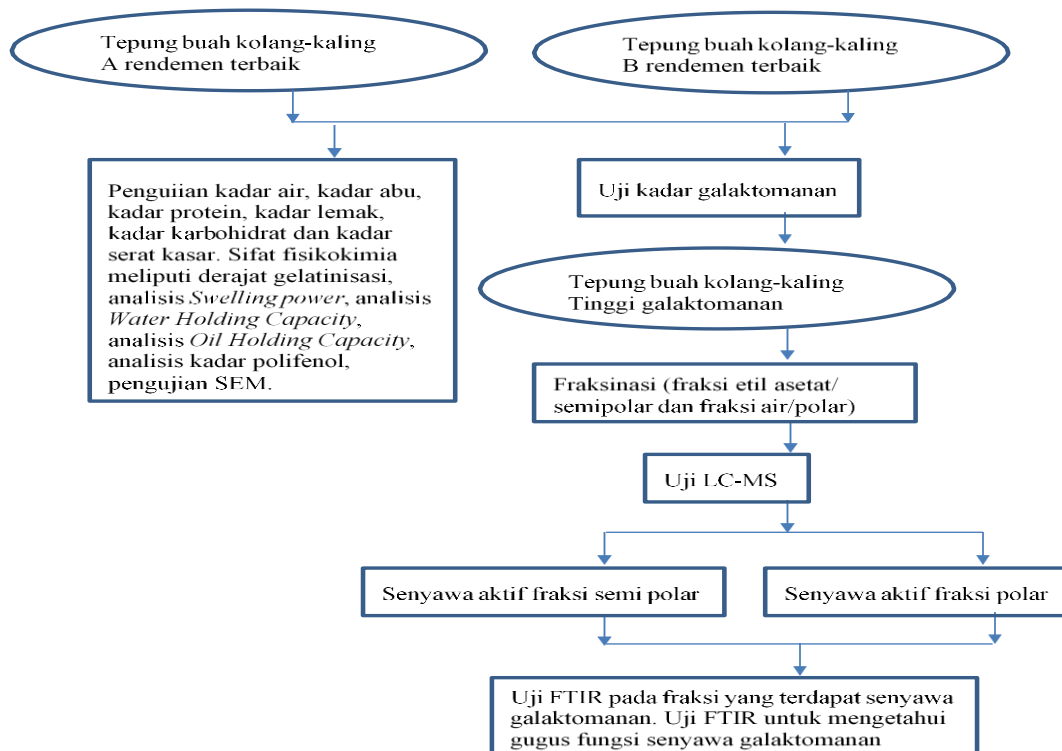 Tepung buah kolang-kaling
A rendemen terbaik
Tepung buah kolang-kaling
B rendemen terbaik
Penguiian kadar air, kadar abu,
kadar protein, kadar lemak,
kadar karbohidrat dan kadar
serat kasar. Sifat fisikokimia
meliputi derajat gelatinisasi,
analisis Swelling power, analisis
Water Holding Capacity,
analisis Oil Holding Capacity,
analisis kadar polifenol,
pengujian SEM.
Uji kadar galaktomanan
Tepung buah kolang-kaling
Tinggi galaktomanan
Fraksinasi (fraksi etil asetat/
semipolar dan fraksi air/polar)
Uji LC-MS
Senyawa aktif fraksi semi polar
Senyawa aktif fraksi polar
Uji FTIR pada fraksi yang terdapat senyawa
galaktomanan. Uji FTIR untuk mengetahui
gugus fungsi senyawa galaktomanan